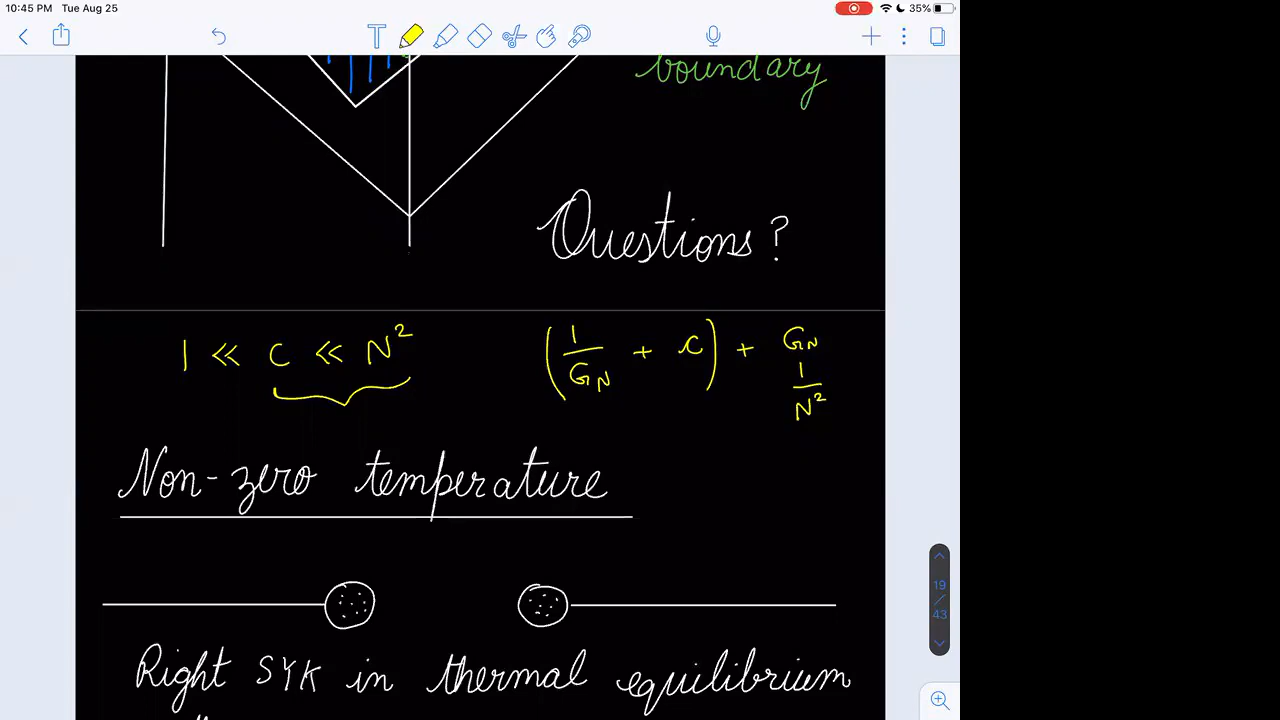 10:45 PM Tue Aug 25
35%
boundary
Questions?
1 << C << N²
(1/G_N + C) + G_N
1/N²
Non-zero temperature
19
/
43
Right SYK in thermal equilibrium